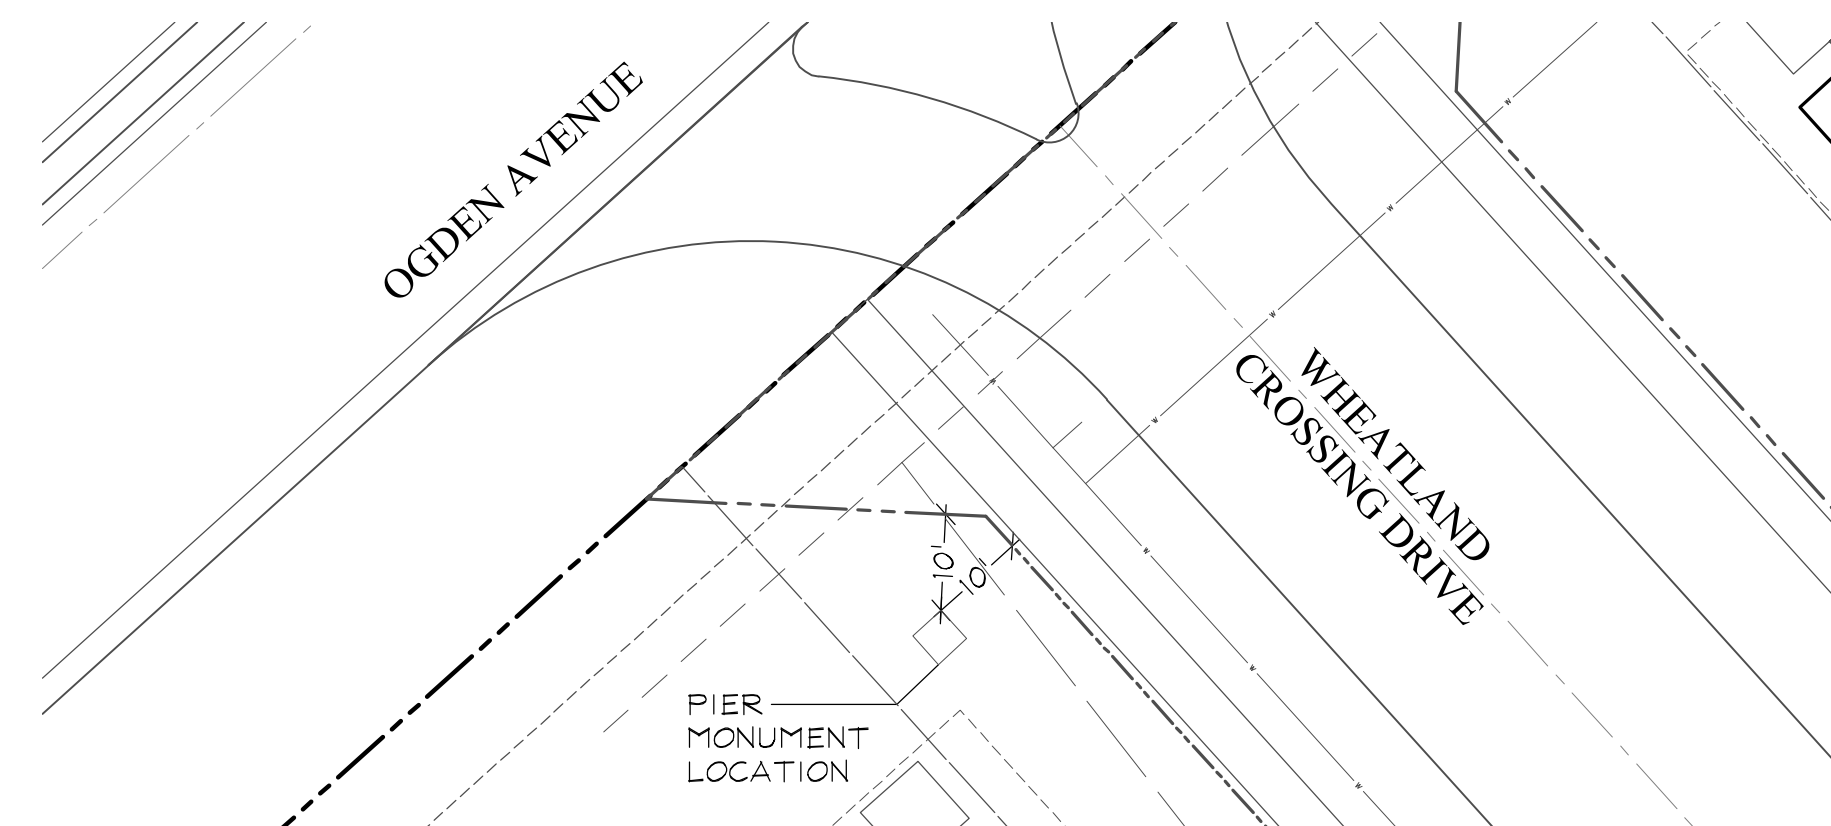 OGDEN AVENUE
WHEATLAND
CROSSING DRIVE
10'
10'
PIER
MONUMENT
LOCATION
W
W
W
W
W
W
W
W
W